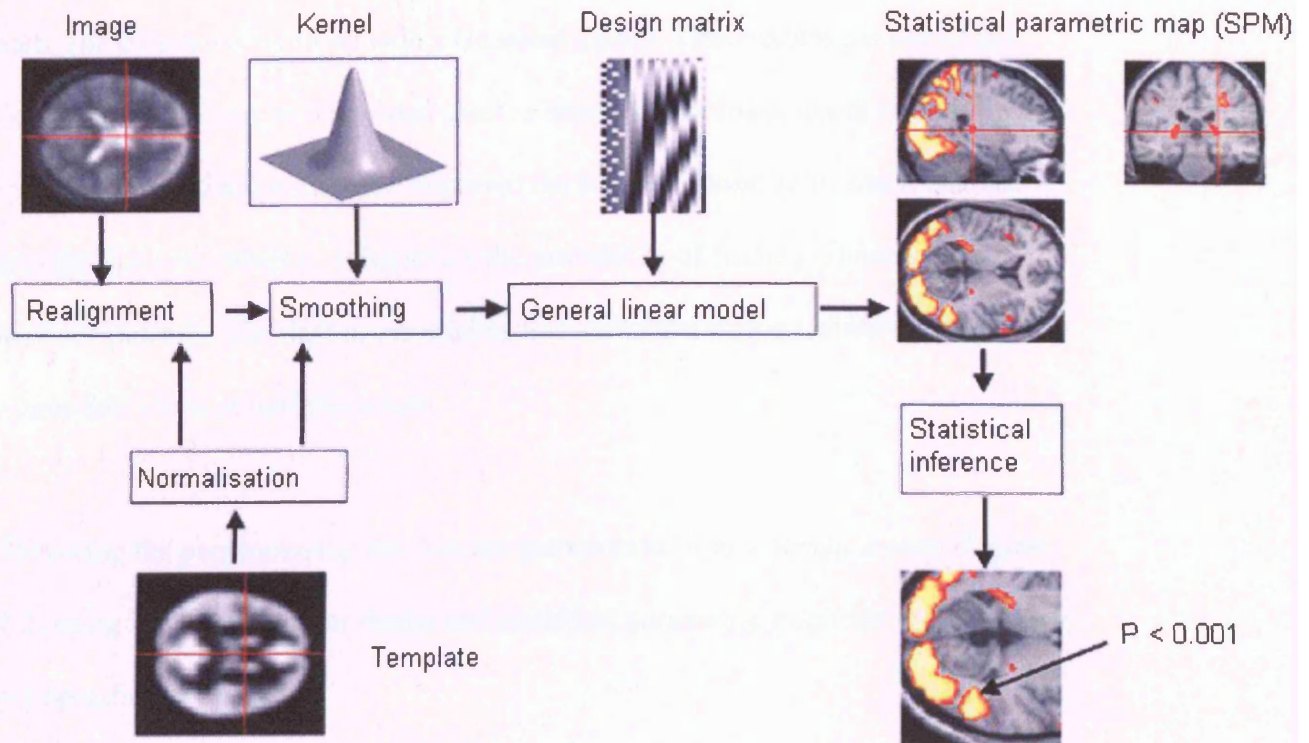 Image
Kernel
Design matrix
Statistical parametric map (SPM)
Realignment
Smoothing
General linear model
Statistical
inference
Normalisation
Template
P < 0.001